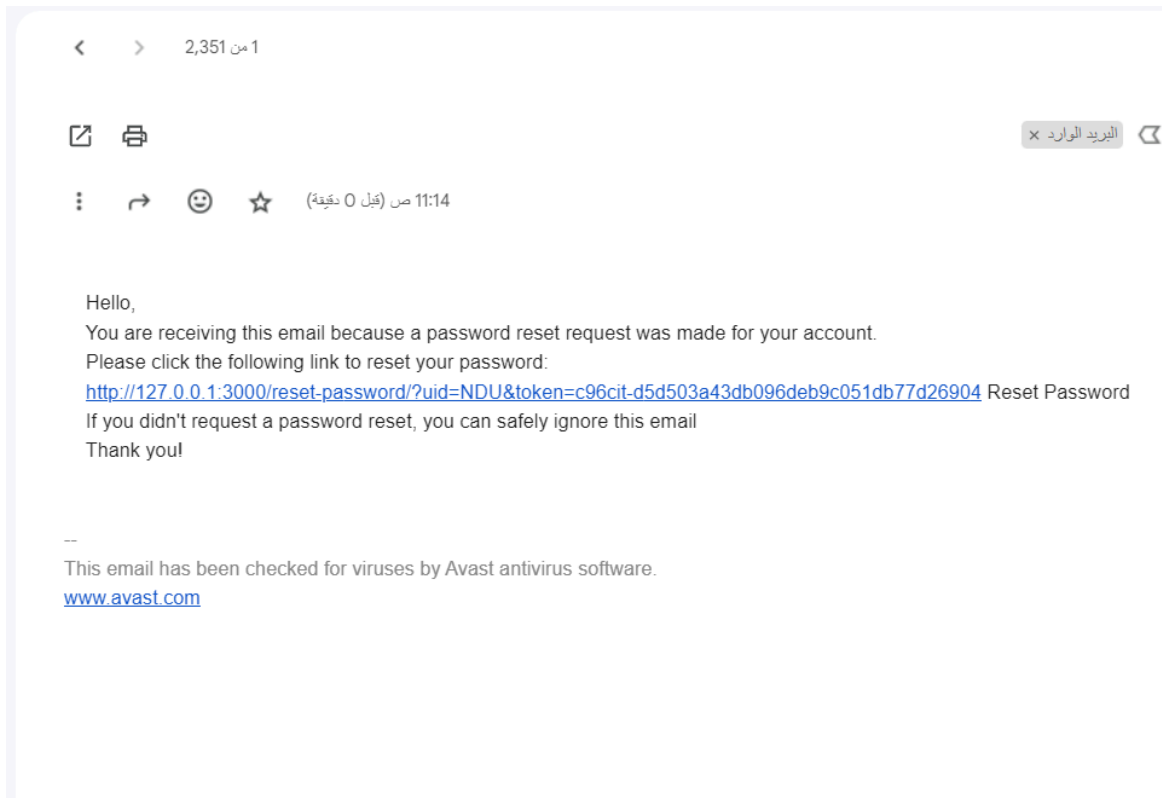 1 من 2,351
البريد الوارد ×
11:14 ص (قبل 0 دقيقة)
Hello,
You are receiving this email because a password reset request was made for your account.
Please click the following link to reset your password:
http://127.0.0.1:3000/reset-password/?uid=NDU&token=c96cit-d5d503a43db096deb9c051db77d26904 Reset Password
If you didn't request a password reset, you can safely ignore this email
Thank you!
--
This email has been checked for viruses by Avast antivirus software.
www.avast.com